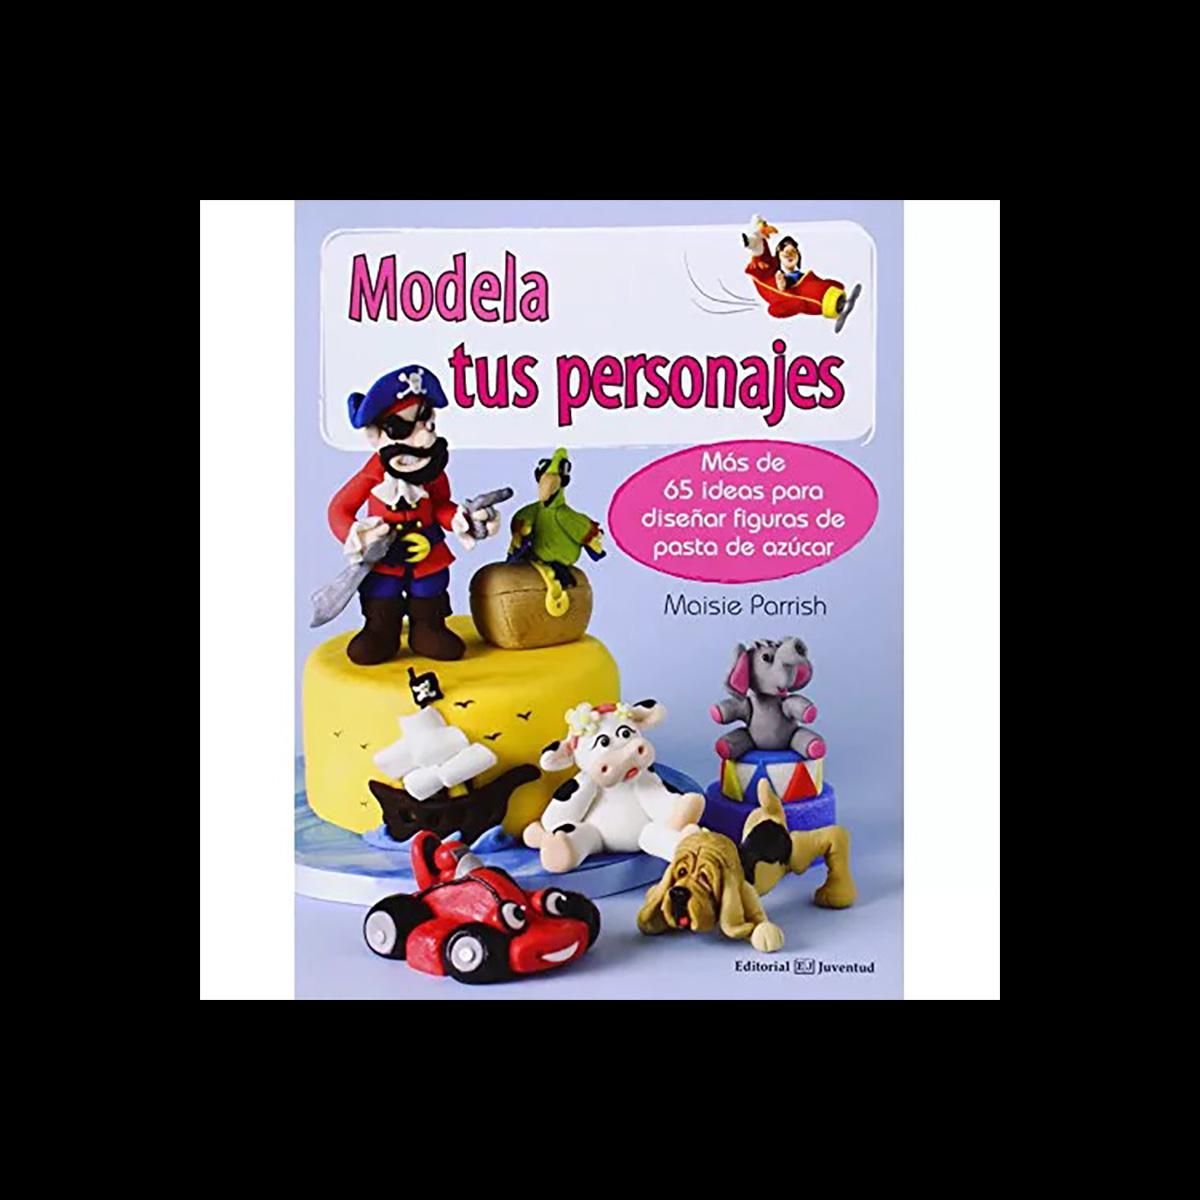 Modela
tus personajes
Más de
65 ideas para
diseñar figuras de
pasta de azúcar
Maisie Parrish
Editorial EJ Juventud